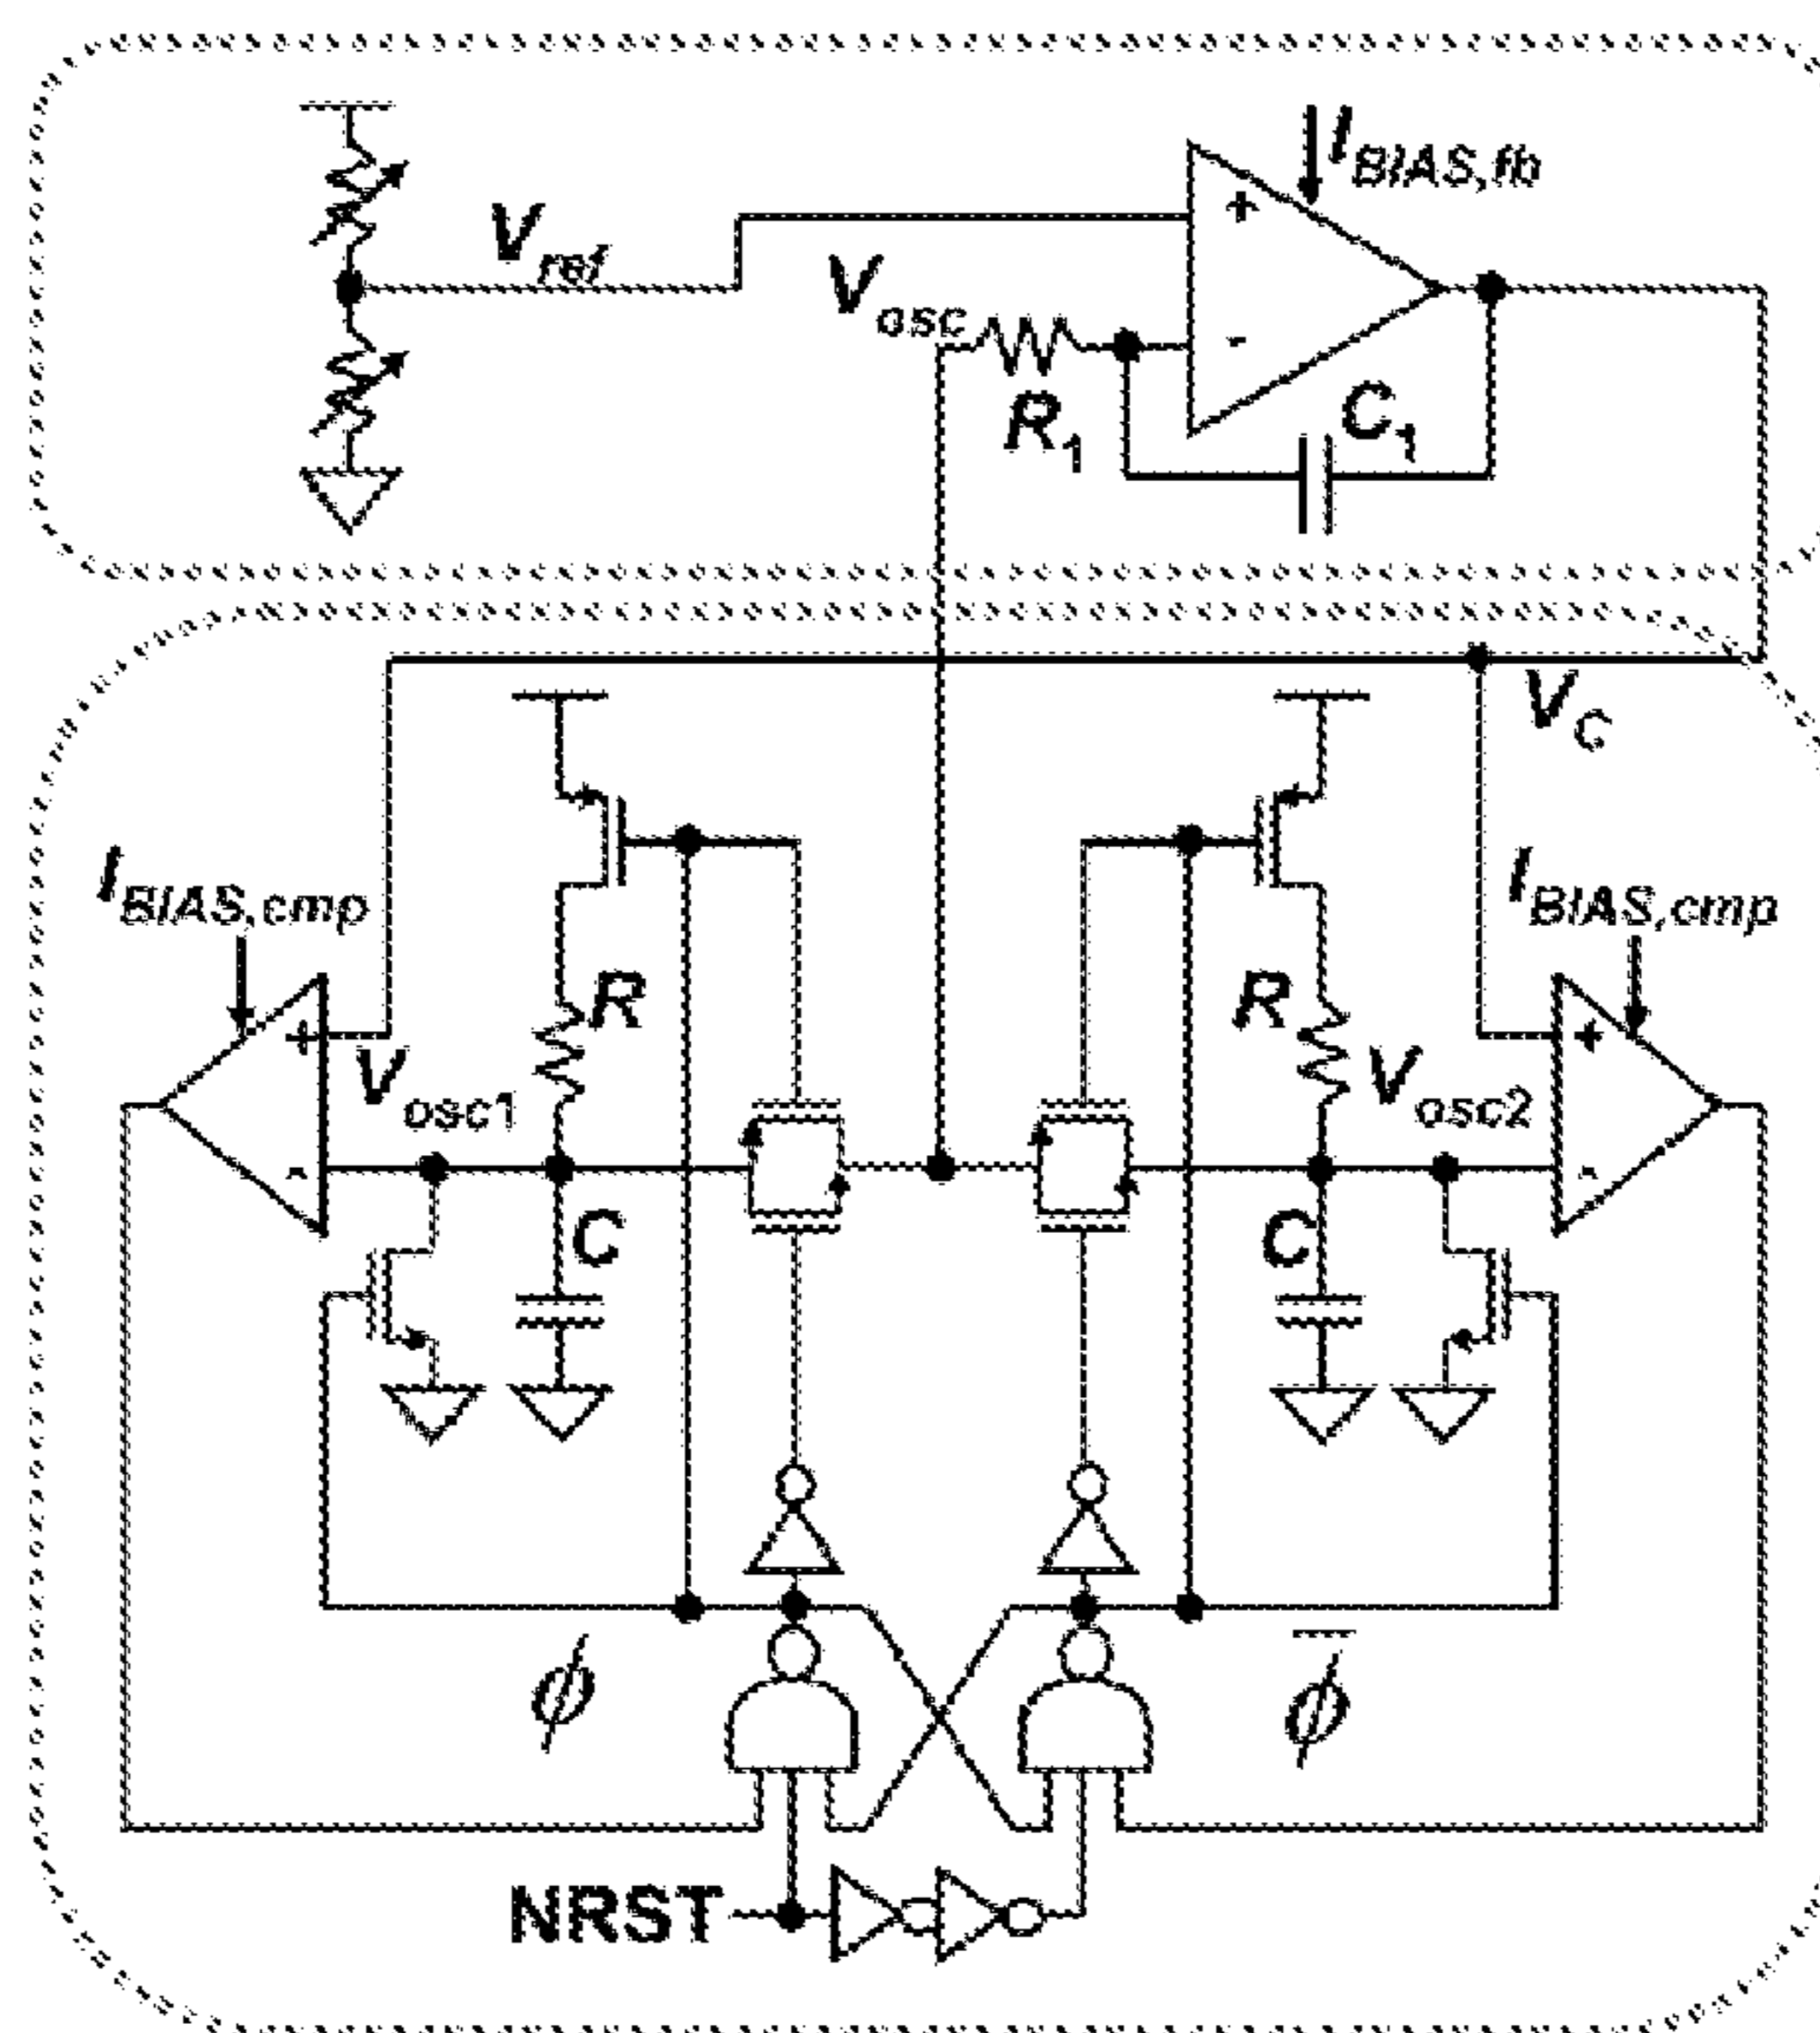 I_BIAS,fb
+
V_ref
V_osc
-
R_1
C_1
V_C
I_BIAS,cmp
I_BIAS,cmp
R
R
+
+
V_osc1
V_osc2
-
-
C
C
ϕ
ϕ̅
NRST